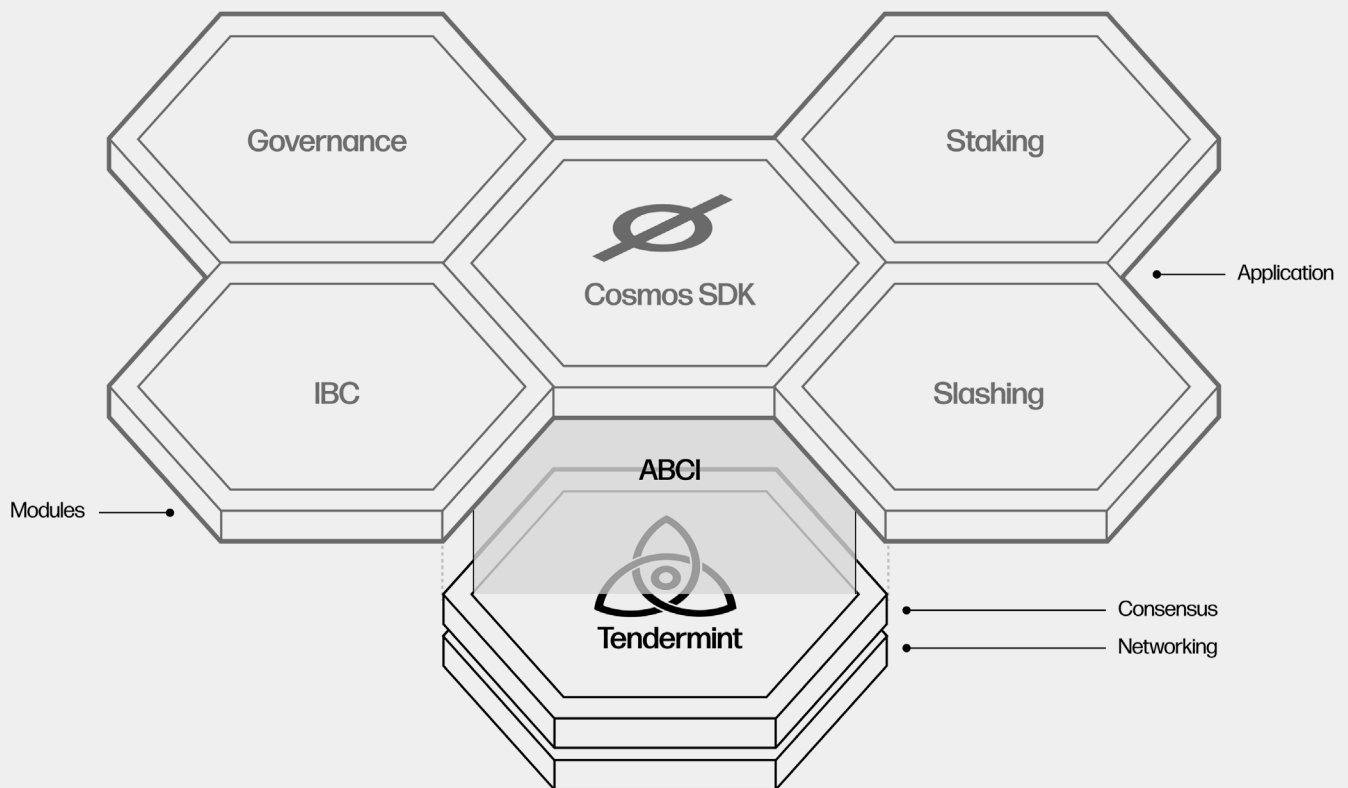 Governance
Staking
Cosmos SDK
Application
IBC
Slashing
ABCI
Modules
Consensus
Tendermint
Networking